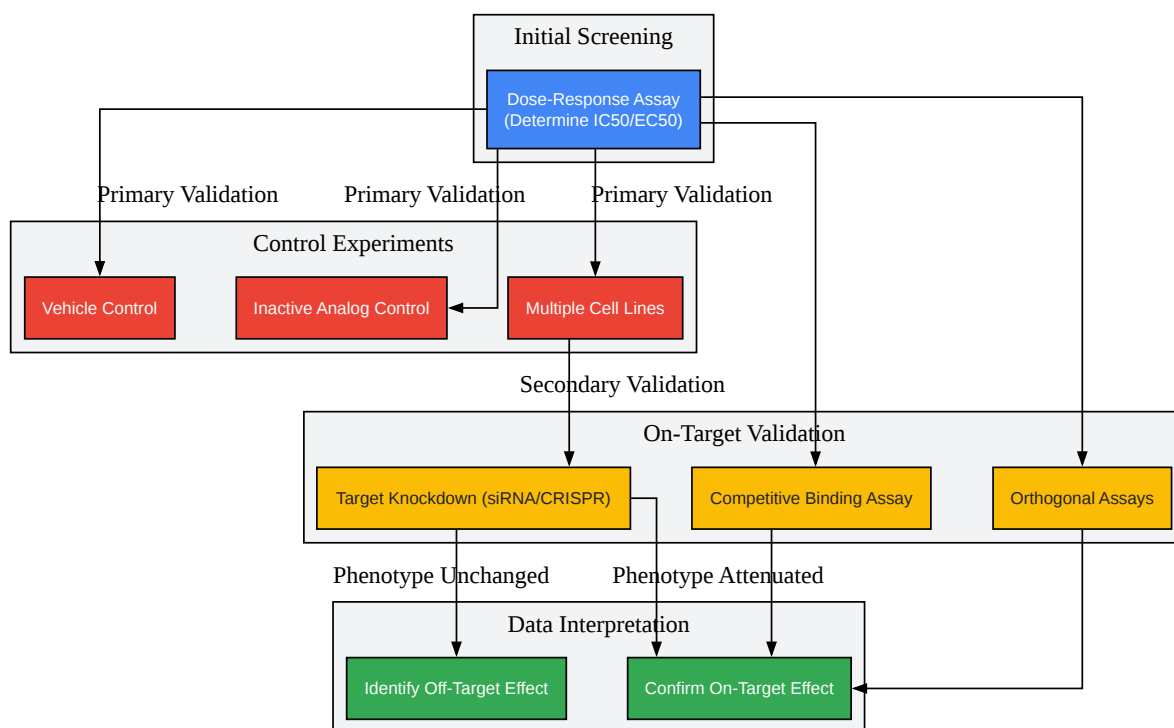 Initial Screening
Dose-Response Assay
(Determine IC50/EC50)
Primary Validation
Primary Validation
Primary Validation
Control Experiments
Vehicle Control
Inactive Analog Control
Multiple Cell Lines
Secondary Validation
On-Target Validation
Target Knockdown (siRNA/CRISPR)
Competitive Binding Assay
Orthogonal Assays
Phenotype Unchanged
Phenotype Attenuated
Data Interpretation
Identify Off-Target Effect
Confirm On-Target Effect